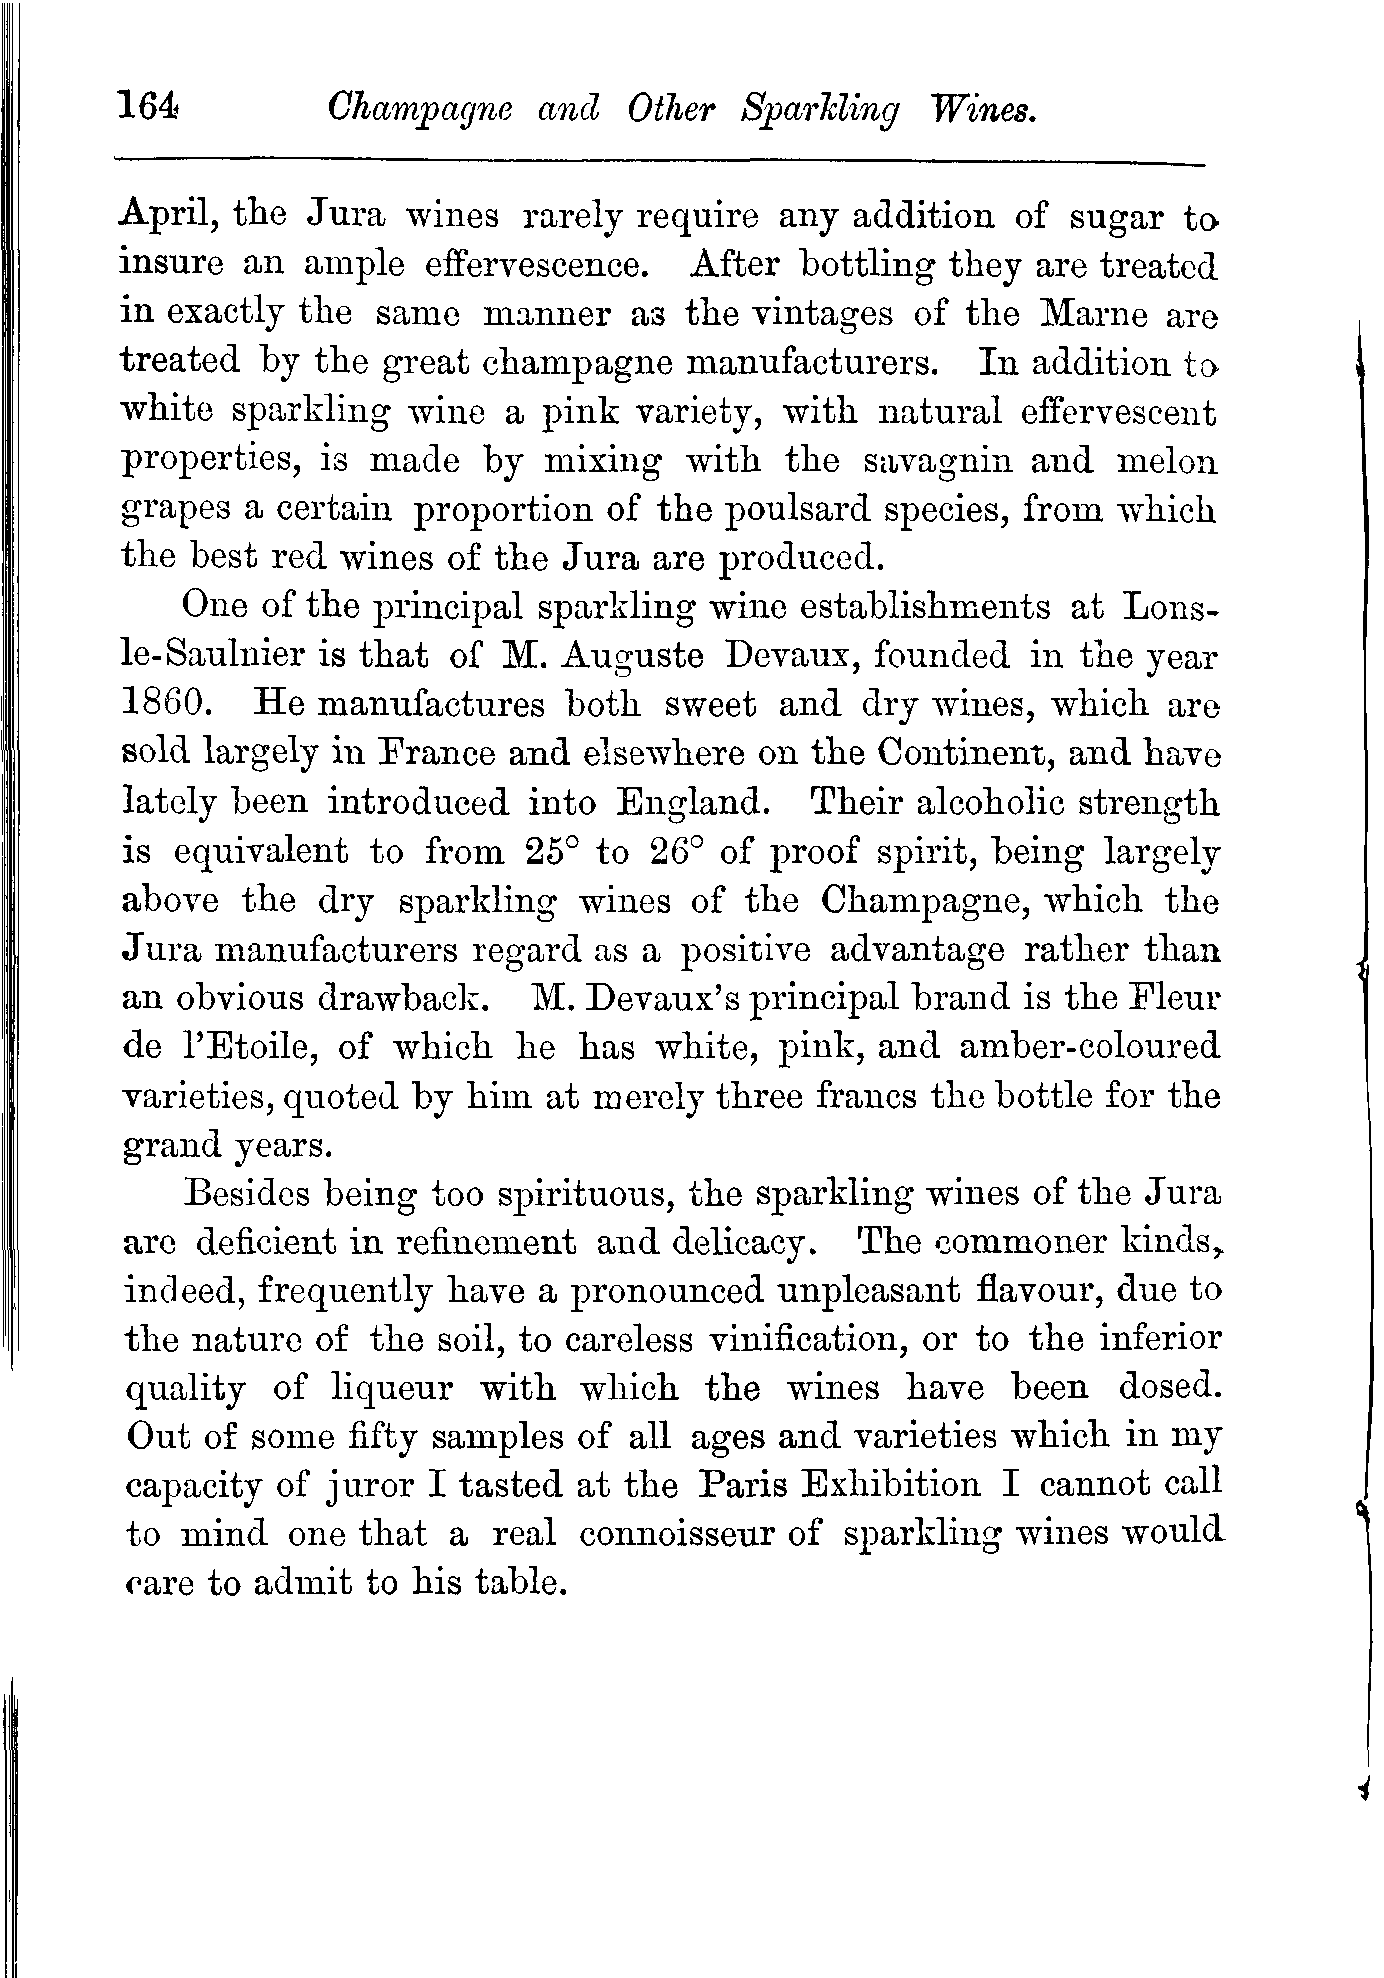 164 Champagne and Other Sparkling Wines.
April, the Jura wines rarely require any addition of sugar to
insure an ample effervescence. After bottling they are treated
in exactly the same manner as the vintages of the Marne are
treated by the great champagne manufacturers. In addition to
white sparkling wine a pink variety, with natural effervescent
properties, is made by mixing with the savagnin and melon
grapes a certain proportion of the poulsard species, from which
the best red wines of the Jura are produced.
One of the principal sparkling wine establishments at Lons-
le-Saulnier is that of M. Auguste Devaux, founded in the year
1860. He manufactures both sweet and dry wines, which are
sold largely in France and elsewhere on the Continent, and have
lately been introduced into England. Their alcoholic strength
is equivalent to from 25° to 26° of proof spirit, being largely
above the dry sparkling wines of the Champagne, which the
Jura manufacturers regard as a positive advantage rather than
an obvious drawback. M. Devaux's principal brand is the Fleur
de l'Etoile, of which he has white, pink, and amber-coloured
varieties, quoted by him at merely three francs the bottle for the
grand years.
Besides being too spirituous, the sparkling wines of the Jura
are deficient in refinement and delicacy. The commoner kinds,
indeed, frequently have a pronounced unpleasant flavour, due to
the nature of the soil, to careless vinification, or to the inferior
quality of liqueur with which the wines have been dosed.
Out of some fifty samples of all ages and varieties which in my
capacity of juror I tasted at the Paris Exhibition I cannot call
to mind one that a real connoisseur of sparkling wines would
care to admit to his table.